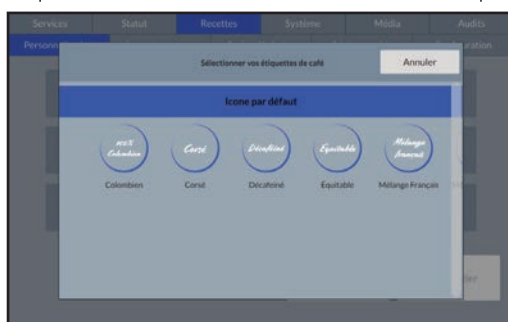 Services Statut Recettes Système Média Audits
Sélectionner vos étiquettes de café Annuler
Icone par défaut
100% Colombien Corsé Décaféiné Equitable Mélange français
Colombien Corsé Décaféiné Equitable Mélange Français